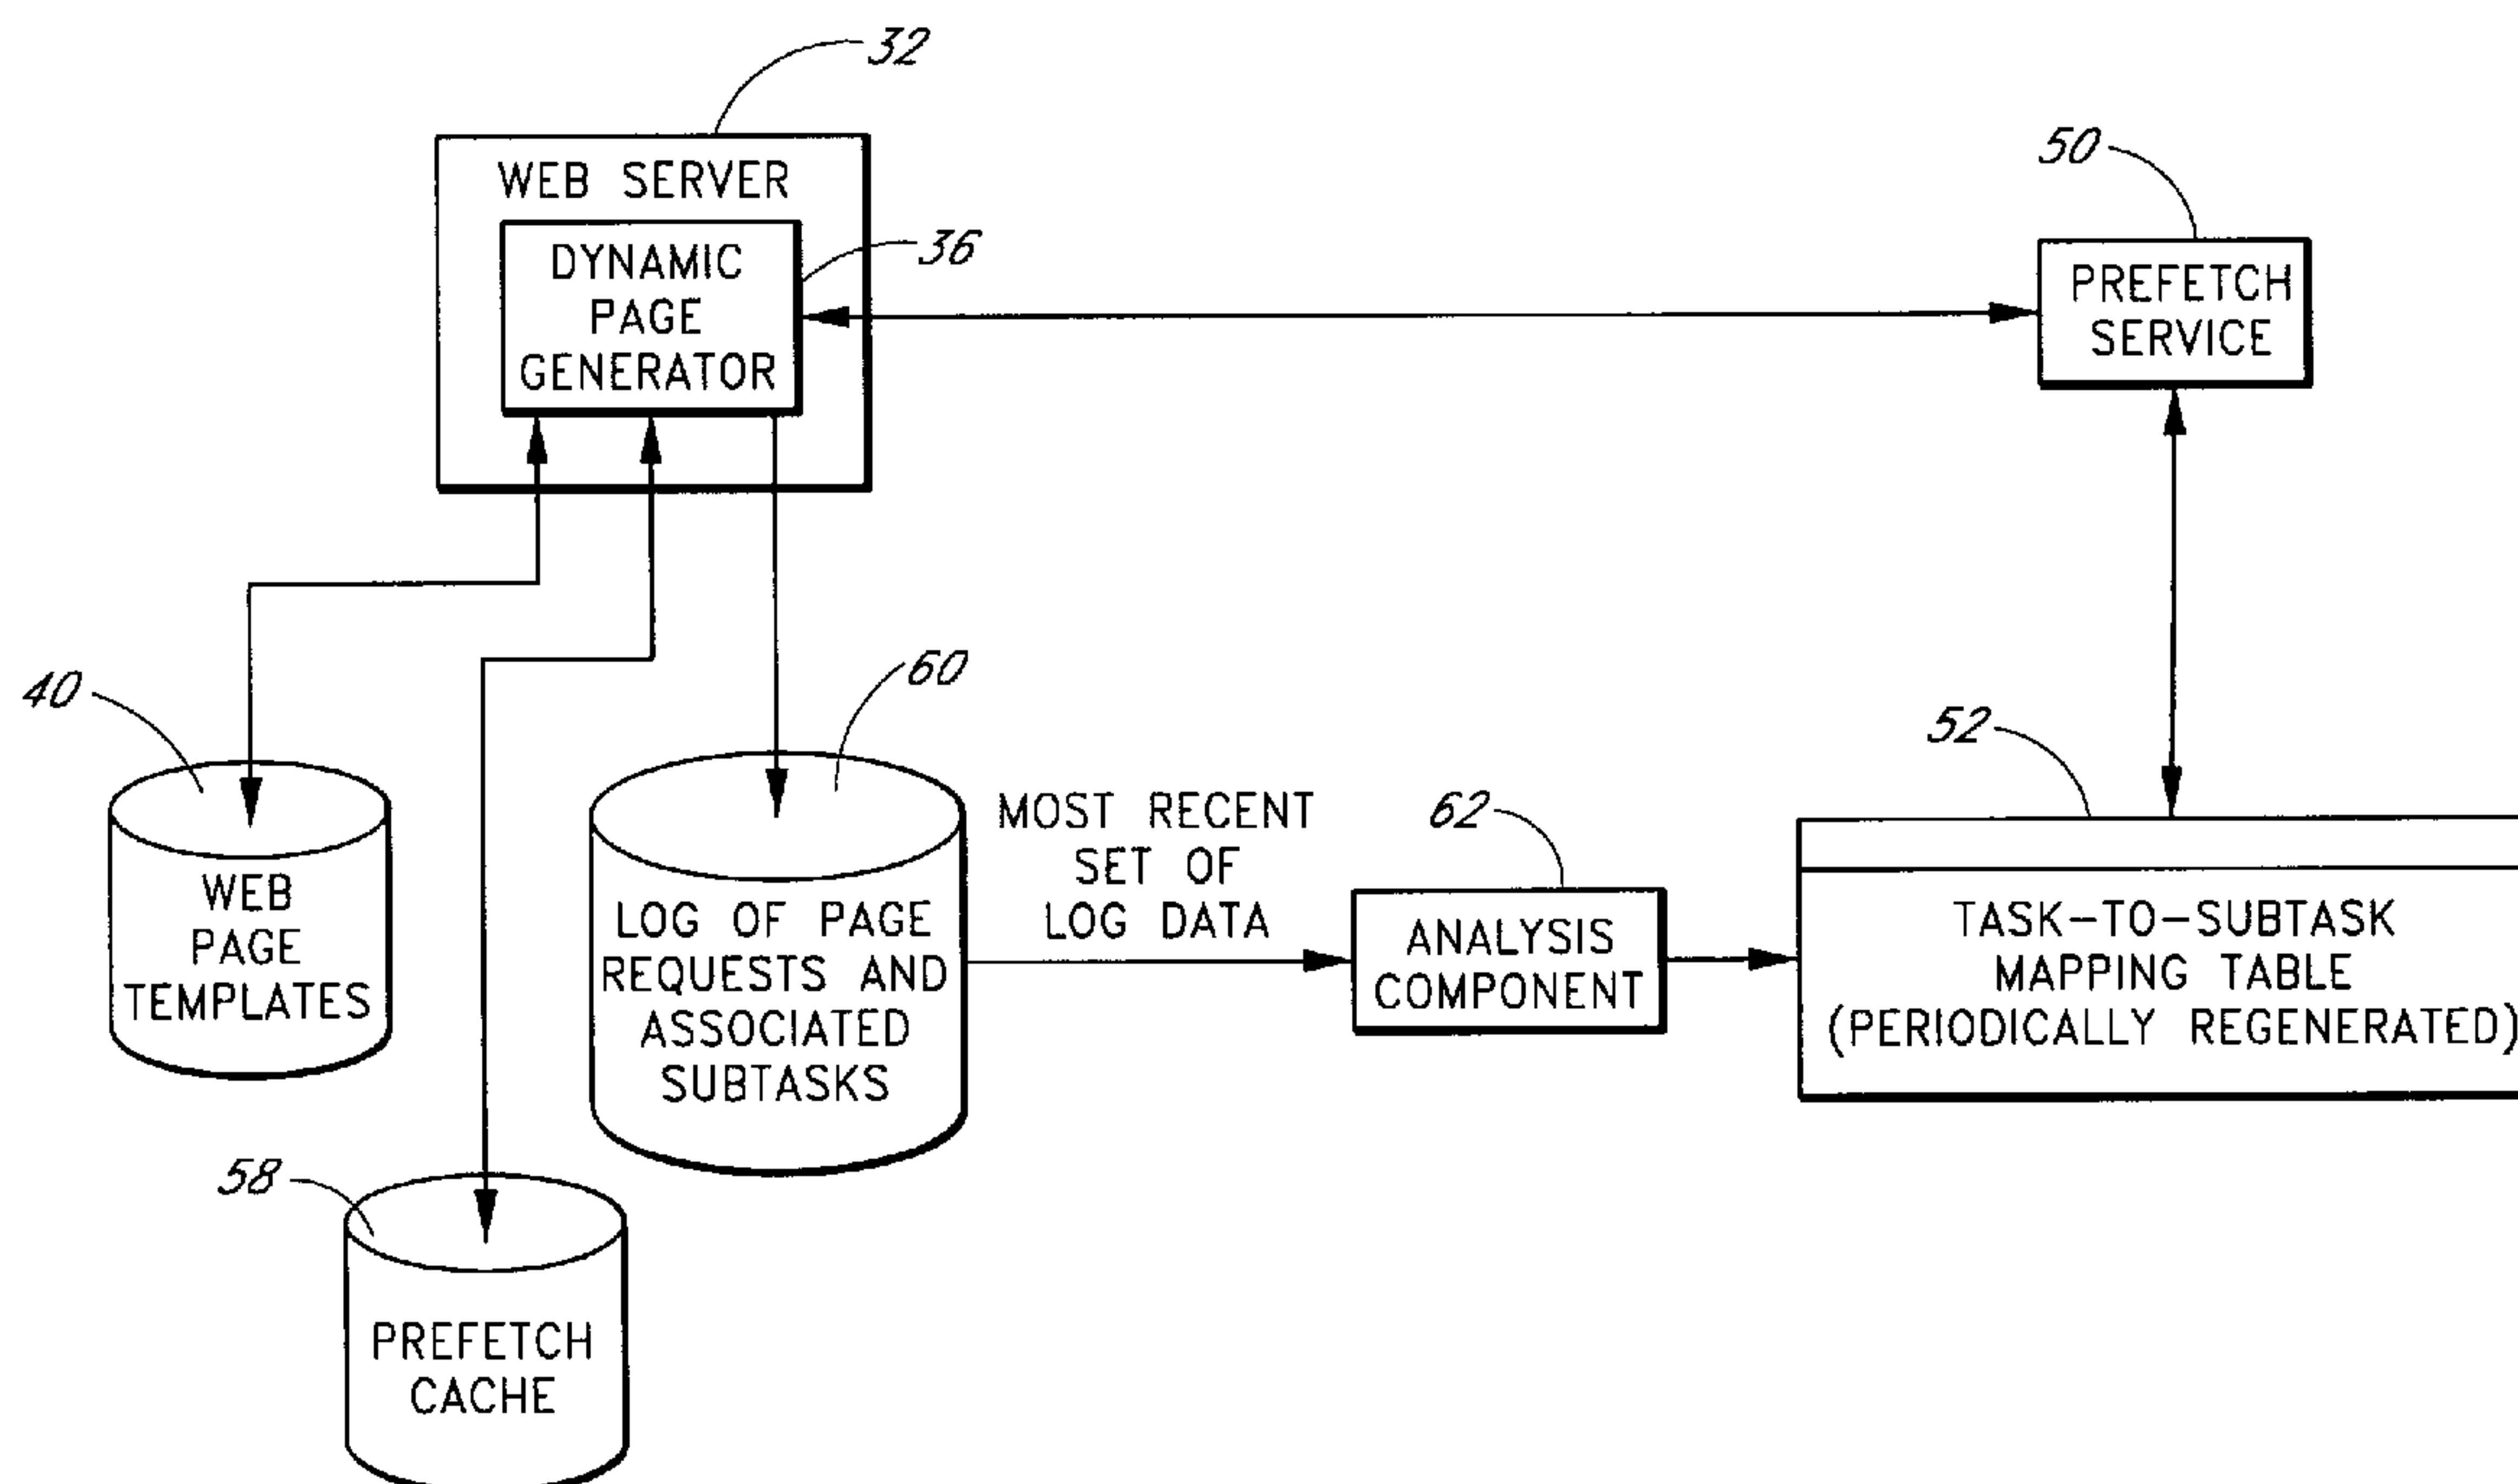 32
WEB SERVER
36
DYNAMIC
PAGE
GENERATOR
50
PREFETCH
SERVICE
40
WEB
PAGE
TEMPLATES
60
LOG OF PAGE
REQUESTS AND
ASSOCIATED
SUBTASKS
MOST RECENT
SET OF
LOG DATA
62
ANALYSIS
COMPONENT
52
TASK-TO-SUBTASK
MAPPING TABLE
(PERIODICALLY REGENERATED)
58
PREFETCH
CACHE